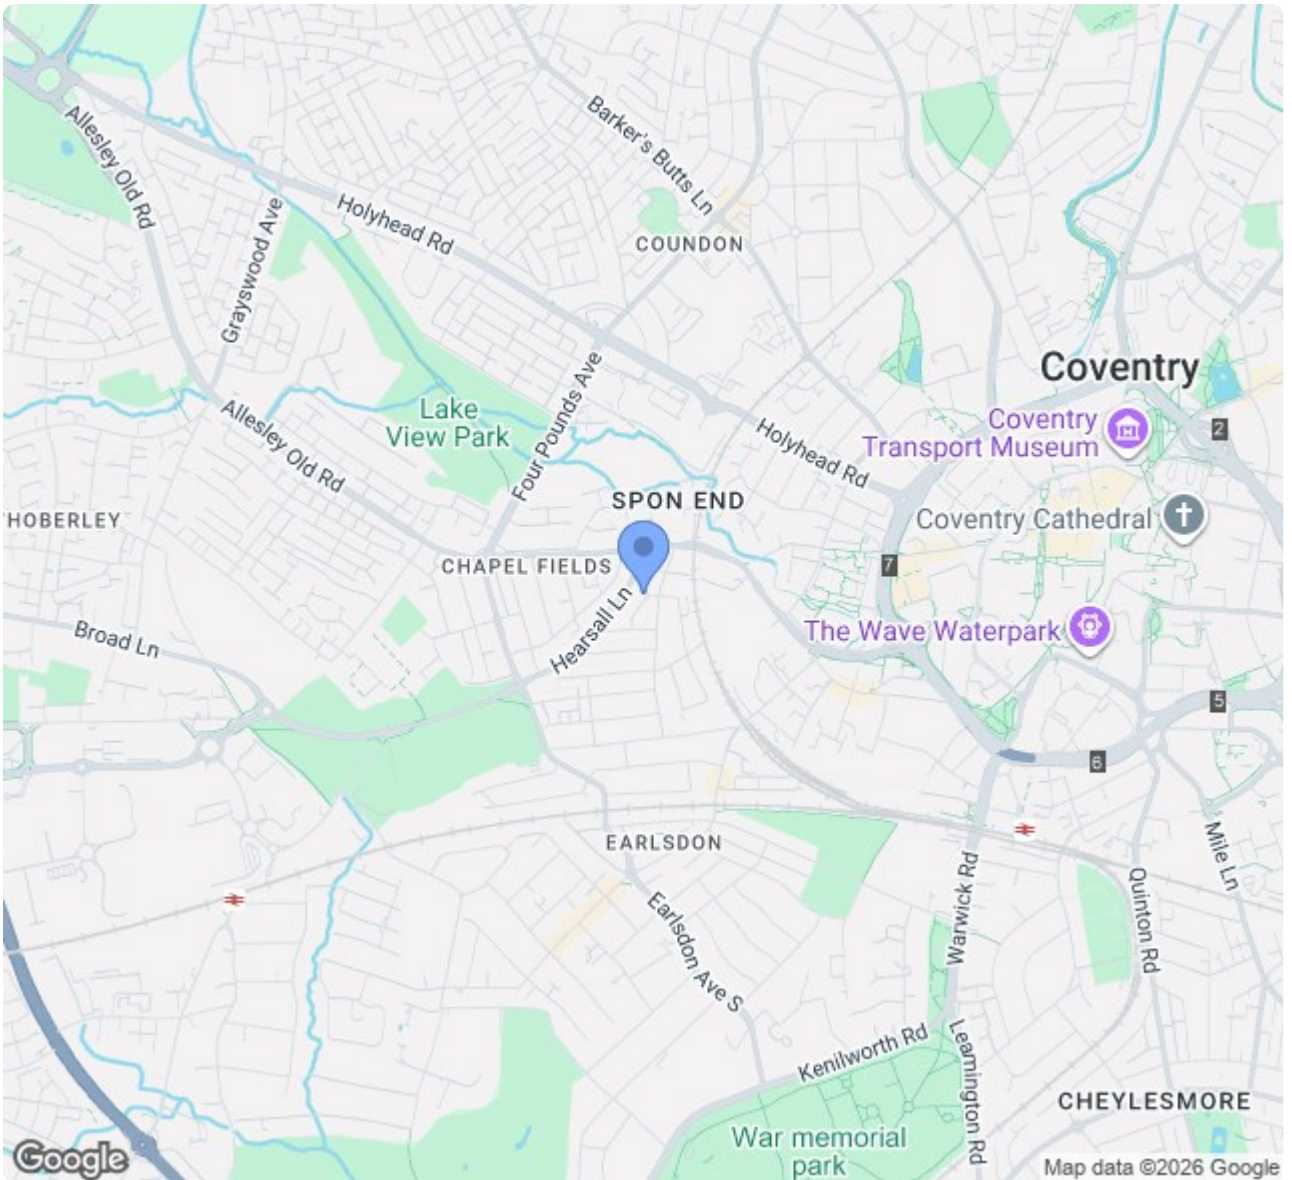 Barker's Butts Ln
Allesley Old Rd
Holyhead Rd
Grayswood Ave
COUNDON
Coventry
Four Pounds Ave
Lake
View Park
Allesley Old Rd
Coventry
Transport Museum
2
Holyhead Rd
SPON END
HOBERLEY
Coventry Cathedral
CHAPEL FIELDS
7
Hearsall Ln
Broad Ln
The Wave Waterpark
5
6
EARLSDON
Mile Ln
Warwick Rd
Quinton Rd
Earlsdon Ave S
Kenilworth Rd
Leamington Rd
CHEYLESMORE
War memorial
park
Google
Map data ©2026 Google